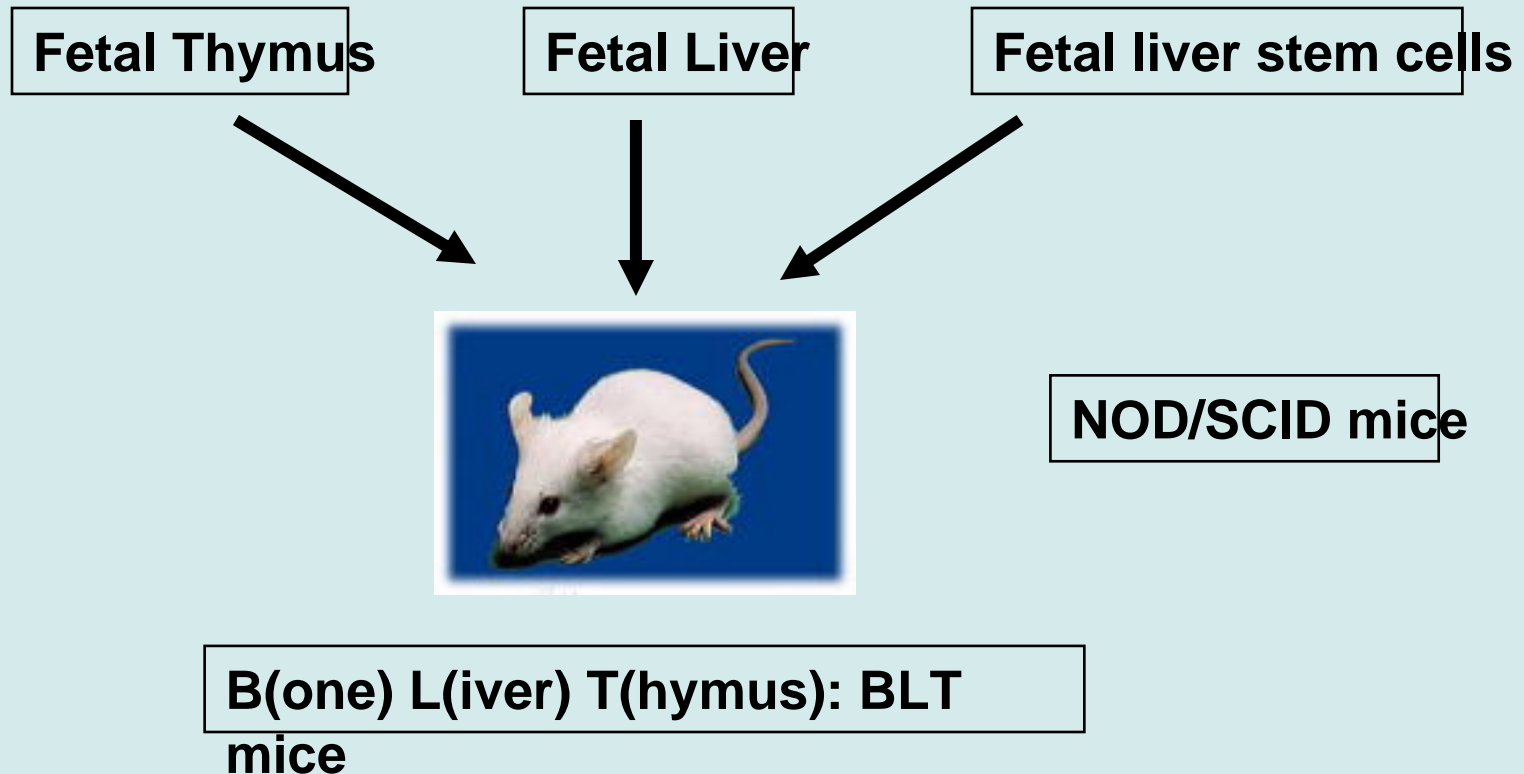 Fetal Thymus
Fetal Liver
Fetal liver stem cells
NOD/SCID mice
B(one) L(iver) T(hymus): BLT
mice